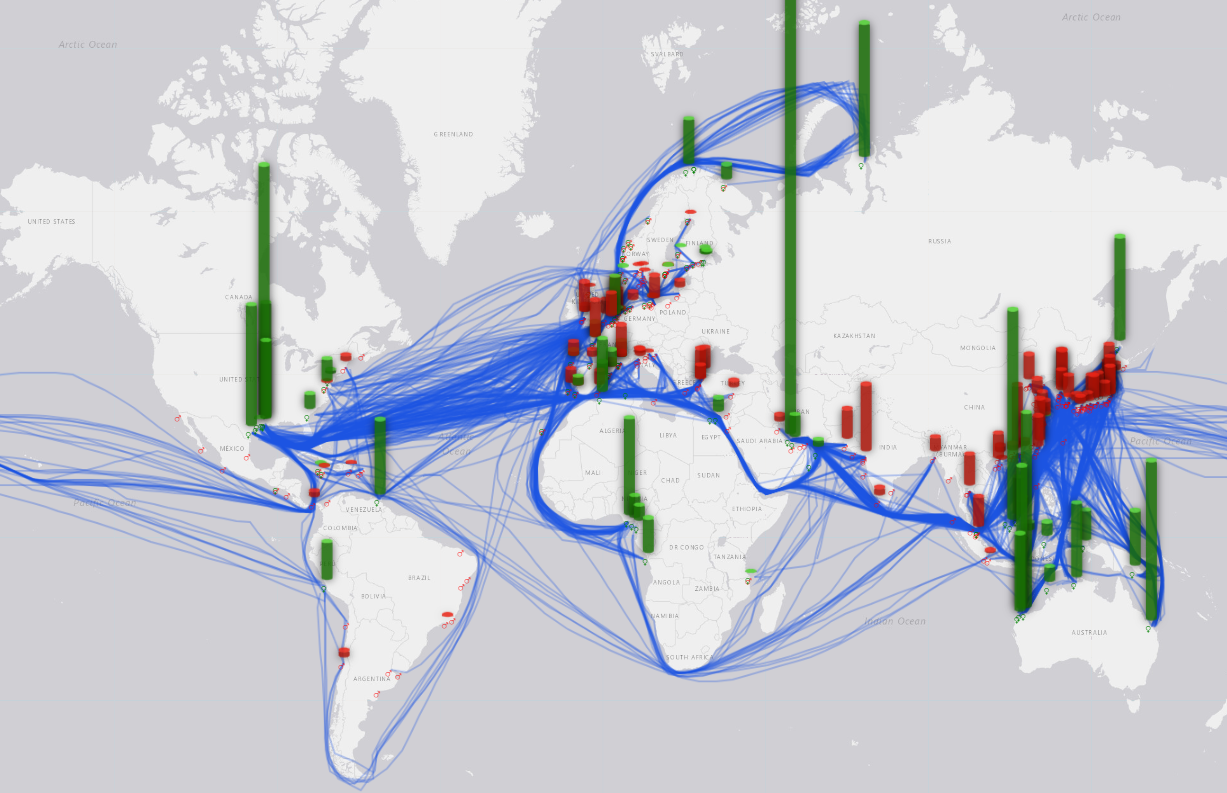 Arctic Ocean
Arctic Ocean
SVALBARD
GREENLAND
UNITED STATES
RUSSIA
SWEDEN
FINLAND
CANADA
POLAND
GERMANY
UKRAINE
KAZAKHSTAN
MONGOLIA
CHINA
ALGERIA
LIBYA
EGYPT
SAUDI ARABIA
INDIA
Pacific Ocean
MÉXICO
Ocean
MALI
CHAD
SUDAN
Pacific Ocean
VENEZUELA
ETHIOPIA
COLOMBIA
DR CONGO
TANZANIA
BRAZIL
ANGOLA
ZAMBIA
BOLIVIA
NAMIBIA
Indian Ocean
AUSTRALIA
SOUTH AFRICA
ARGENTINA